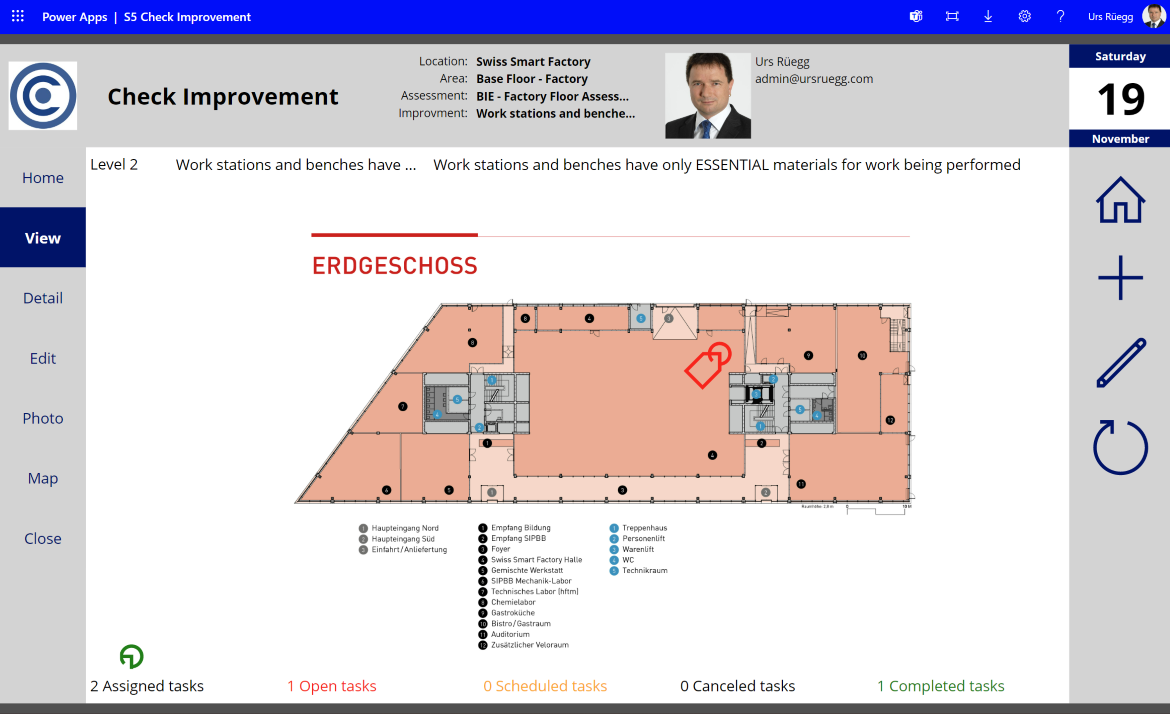 Power Apps | S5 Check Improvement
Urs Rüegg
Check Improvement
Location: Swiss Smart Factory
Area: Base Floor - Factory
Assessment: BIE - Factory Floor Assess...
Improvment: Work stations and benche...
Urs Rüegg
admin@ursruegg.com
Saturday
19
November
Home
View
Detail
Edit
Photo
Map
Close
Level 2 Work stations and benches have ... Work stations and benches have only ESSENTIAL materials for work being performed
ERDGESCHOSS
1 Haupteingang Nord
2 Haupteingang Süd
3 Einfahrt/Anlieferung
1 Empfang Bildung
2 Empfang SIPBB
3 Foyer
4 Swiss Smart Factory Halle
5 Gemischte Werkstatt
6 SIPBB Mechanik-Labor
7 Technisches Labor (hftm)
8 Chemielabor
9 Gastroküche
10 Bistro/Gastraum
11 Auditorium
12 Zusätzlicher Veloraum
1 Treppenhaus
2 Personenlift
3 Warenlift
4 WC
5 Technikraum
2 Assigned tasks
1 Open tasks
0 Scheduled tasks
0 Canceled tasks
1 Completed tasks